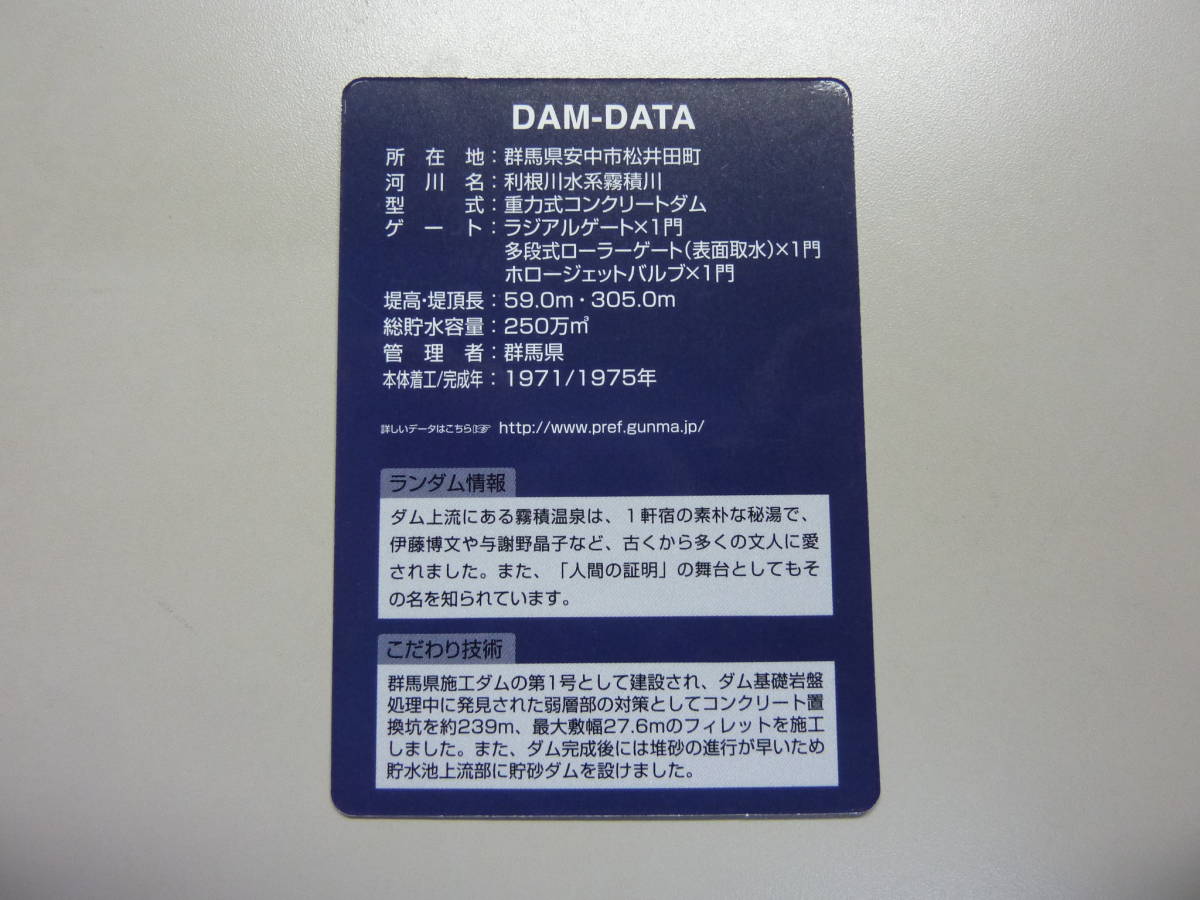 DAM-DATA
所在地：群馬県安中市松井田町
河川名：利根川水系霧積川
型式：重力式コンクリートダム
ゲート：ラジアルゲート×1門
多段式ローラーゲート（表面取水）×1門
ホロージェットバルブ×1門
堤高・堤頂長：59.0m・305.0m
総貯水容量：250万㎥
管理者：群馬県
本体着工/完成年：1971/1975年
詳しいデータはこちら☞ http://www.pref.gunma.jp/
ランダム情報
ダム上流にある霧積温泉は、１軒宿の素朴な秘湯で、
伊藤博文や与謝野晶子など、古くから多くの文人に愛
されました。また、「人間の証明」の舞台としてもそ
の名を知られています。
こだわり技術
群馬県施工ダムの第1号として建設され、ダム基礎岩盤
処理中に発見された弱層部の対策としてコンクリート置
換坑を約239m、最大敷幅27.6mのフィレットを施工
しました。また、ダム完成後には堆砂の進行が早いため
貯水池上流部に貯砂ダムを設けました。